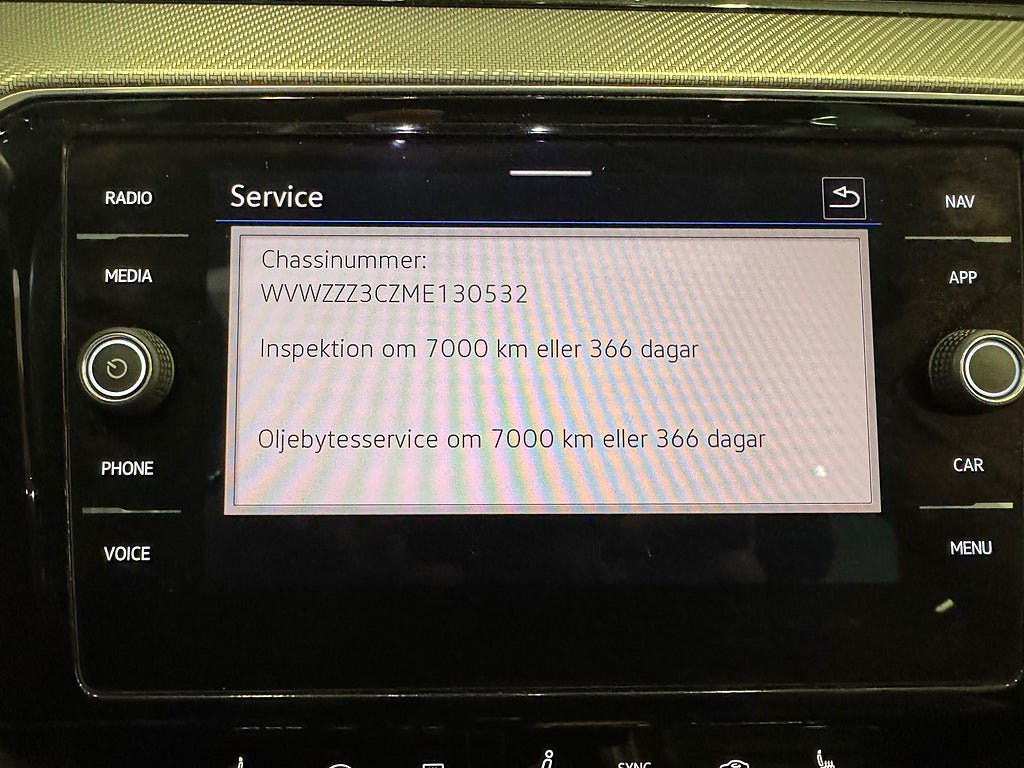 RADIO
MEDIA
PHONE
VOICE
Service
Chassinummer:
WVWZZZ3CZME130532
Inspektion om 7000 km eller 366 dagar
Oljebytesservice om 7000 km eller 366 dagar
NAV
APP
CAR
MENU
SYNC